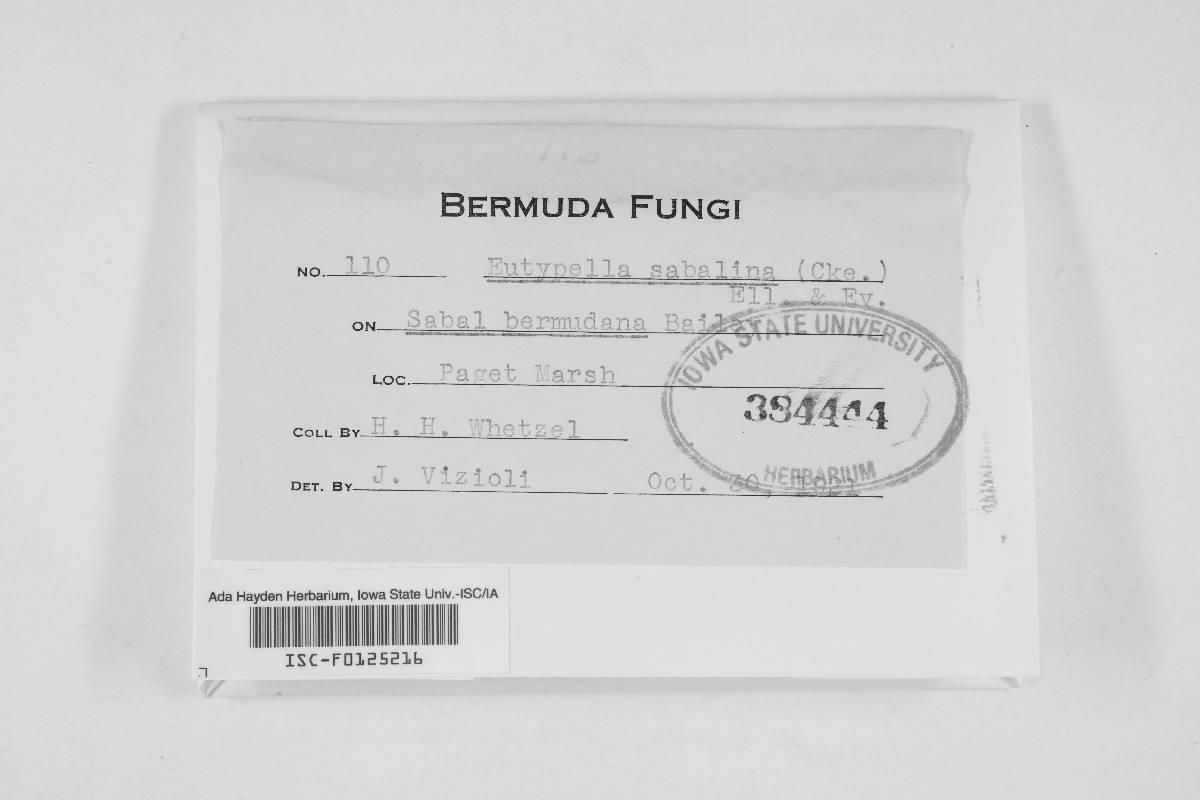 BERMUDA FUNGI
NO. 110 Eutypella sabalina (Cke.)
Ell. & Ev.
ON Sabal bermudana Bailey
LOC. Paget Marsh
COLL BY H. H. Whetzel
DET. BY J. Vizioli Oct. 30, 1921
IOWA STATE UNIVERSITY
384444
HERBARIUM
Ada Hayden Herbarium, Iowa State Univ.-ISC/IA
ISC-F0125216